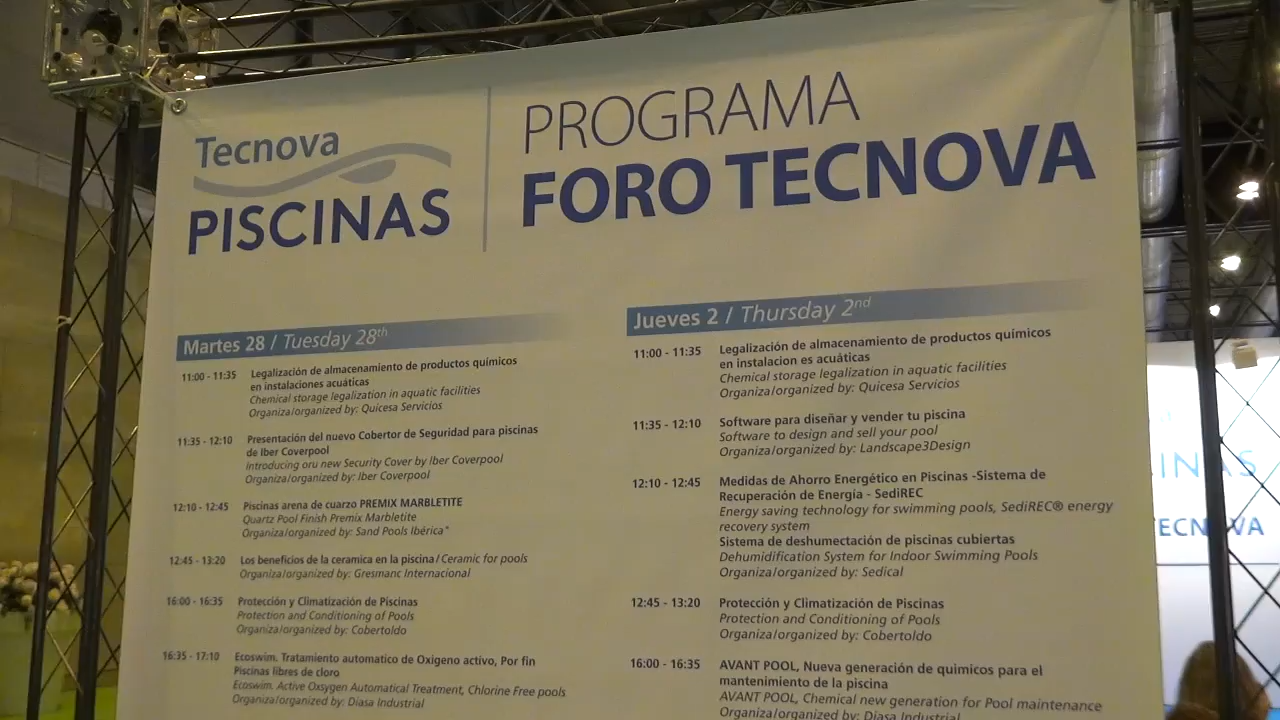 Tecnova
PISCINAS
PROGRAMA
FORO TECNOVA
Martes 28 / Tuesday 28th
11:00 - 11:35 Legalización de almacenamiento de productos químicos
en instalaciones acuáticas
Chemical storage legalization in aquatic facilities
Organiza/organized by: Quicesa Servicios
11:35 - 12:10 Presentación del nuevo Cobertor de Seguridad para piscinas
de Iber Coverpool
Introducing oru new Security Cover by Iber Coverpool
Organiza/organized by: Iber Coverpool
12:10 - 12:45 Piscinas arena de cuarzo PREMIX MARBLETITE
Quartz Pool Finish Premix Marbletite
Organiza/organized by: Sand Pools Ibérica*
12:45 - 13:20 Los beneficios de la ceramica en la piscina / Ceramic for pools
Organiza/organized by: Gresmanc Internacional
16:00 - 16:35 Protección y Climatización de Piscinas
Protection and Conditioning of Pools
Organiza/organized by: Cobertoldo
16:35 - 17:10 Ecoswim. Tratamiento automatico de Oxigeno activo, Por fin
Piscinas libres de cloro
Ecoswim. Active Oxsygen Automatical Treatment, Chlorine Free pools
Organiza/organized by: Diasa Industrial
Jueves 2 / Thursday 2nd
11:00 - 11:35 Legalización de almacenamiento de productos químicos
en instalacion es acuáticas
Chemical storage legalization in aquatic facilities
Organiza/organized by: Quicesa Servicios
11:35 - 12:10 Software para diseñar y vender tu piscina
Software to design and sell your pool
Organiza/organized by: Landscape3Design
12:10 - 12:45 Medidas de Ahorro Energético en Piscinas -Sistema de
Recuperación de Energía - SediREC
Energy saving technology for swimming pools, SediREC® energy
recovery system
Sistema de deshumectación de piscinas cubiertas
Dehumidification System for Indoor Swimming Pools
Organiza/organized by: Sedical
12:45 - 13:20 Protección y Climatización de Piscinas
Protection and Conditioning of Pools
Organiza/organized by: Cobertoldo
16:00 - 16:35 AVANT POOL, Nueva generación de quimicos para el
mantenimiento de la piscina
AVANT POOL, Chemical new generation for Pool maintenance
Organiza/organized by: Diasa Industrial
INAS
TECNOVA